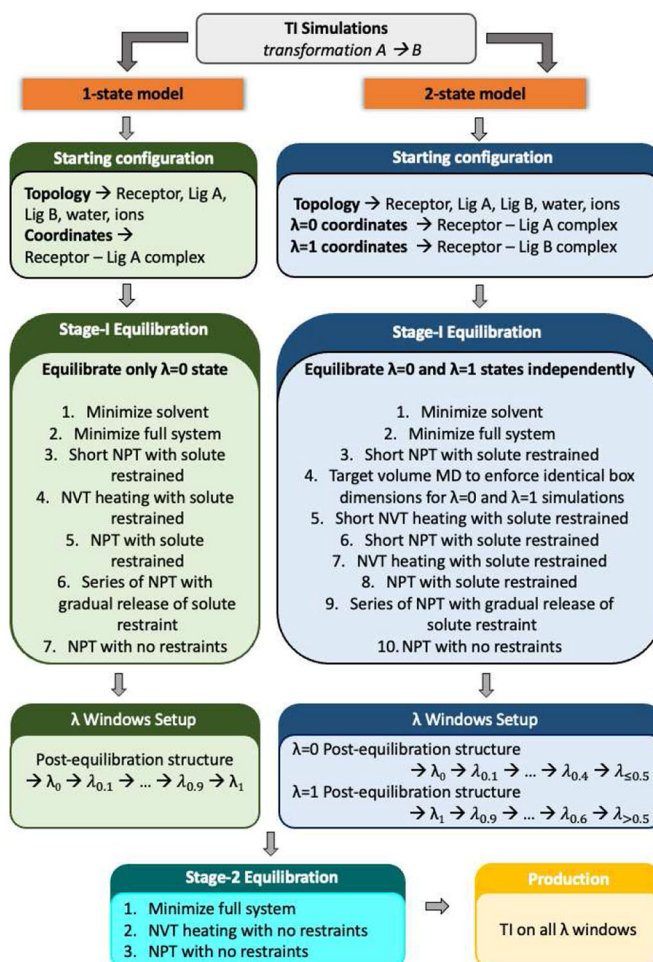 TI Simulations
transformation A → B
1-state model
2-state model
Starting configuration
Topology → Receptor, Lig A,
Lig B, water, ions
Coordinates →
Receptor – Lig A complex
Starting configuration
Topology → Receptor, Lig A, Lig B, water, ions
λ=0 coordinates → Receptor – Lig A complex
λ=1 coordinates → Receptor – Lig B complex
Stage-I Equilibration
Equilibrate only λ=0 state
1. Minimize solvent
2. Minimize full system
3. Short NPT with solute
restrained
4. NVT heating with solute
restrained
5. NPT with solute
restrained
6. Series of NPT with
gradual release of solute
restraint
7. NPT with no restraints
Stage-I Equilibration
Equilibrate λ=0 and λ=1 states independently
1. Minimize solvent
2. Minimize full system
3. Short NPT with solute restrained
4. Target volume MD to enforce identical box
dimensions for λ=0 and λ=1 simulations
5. Short NVT heating with solute restrained
6. Short NPT with solute restrained
7. NVT heating with solute restrained
8. NPT with solute restrained
9. Series of NPT with gradual release of
solute restraint
10. NPT with no restraints
λ Windows Setup
Post-equilibration structure
→ λ₀ → λ₀.₁ → ... → λ₀.₉ → λ₁
λ Windows Setup
λ=0 Post-equilibration structure
→ λ₀ → λ₀.₁ → ... → λ₀.₄ → λ≤₀.₅
λ=1 Post-equilibration structure
→ λ₁ → λ₀.₉ → ... → λ₀.₆ → λ>₀.₅
Stage-2 Equilibration
1. Minimize full system
2. NVT heating with no restraints
3. NPT with no restraints
Production
TI on all λ windows